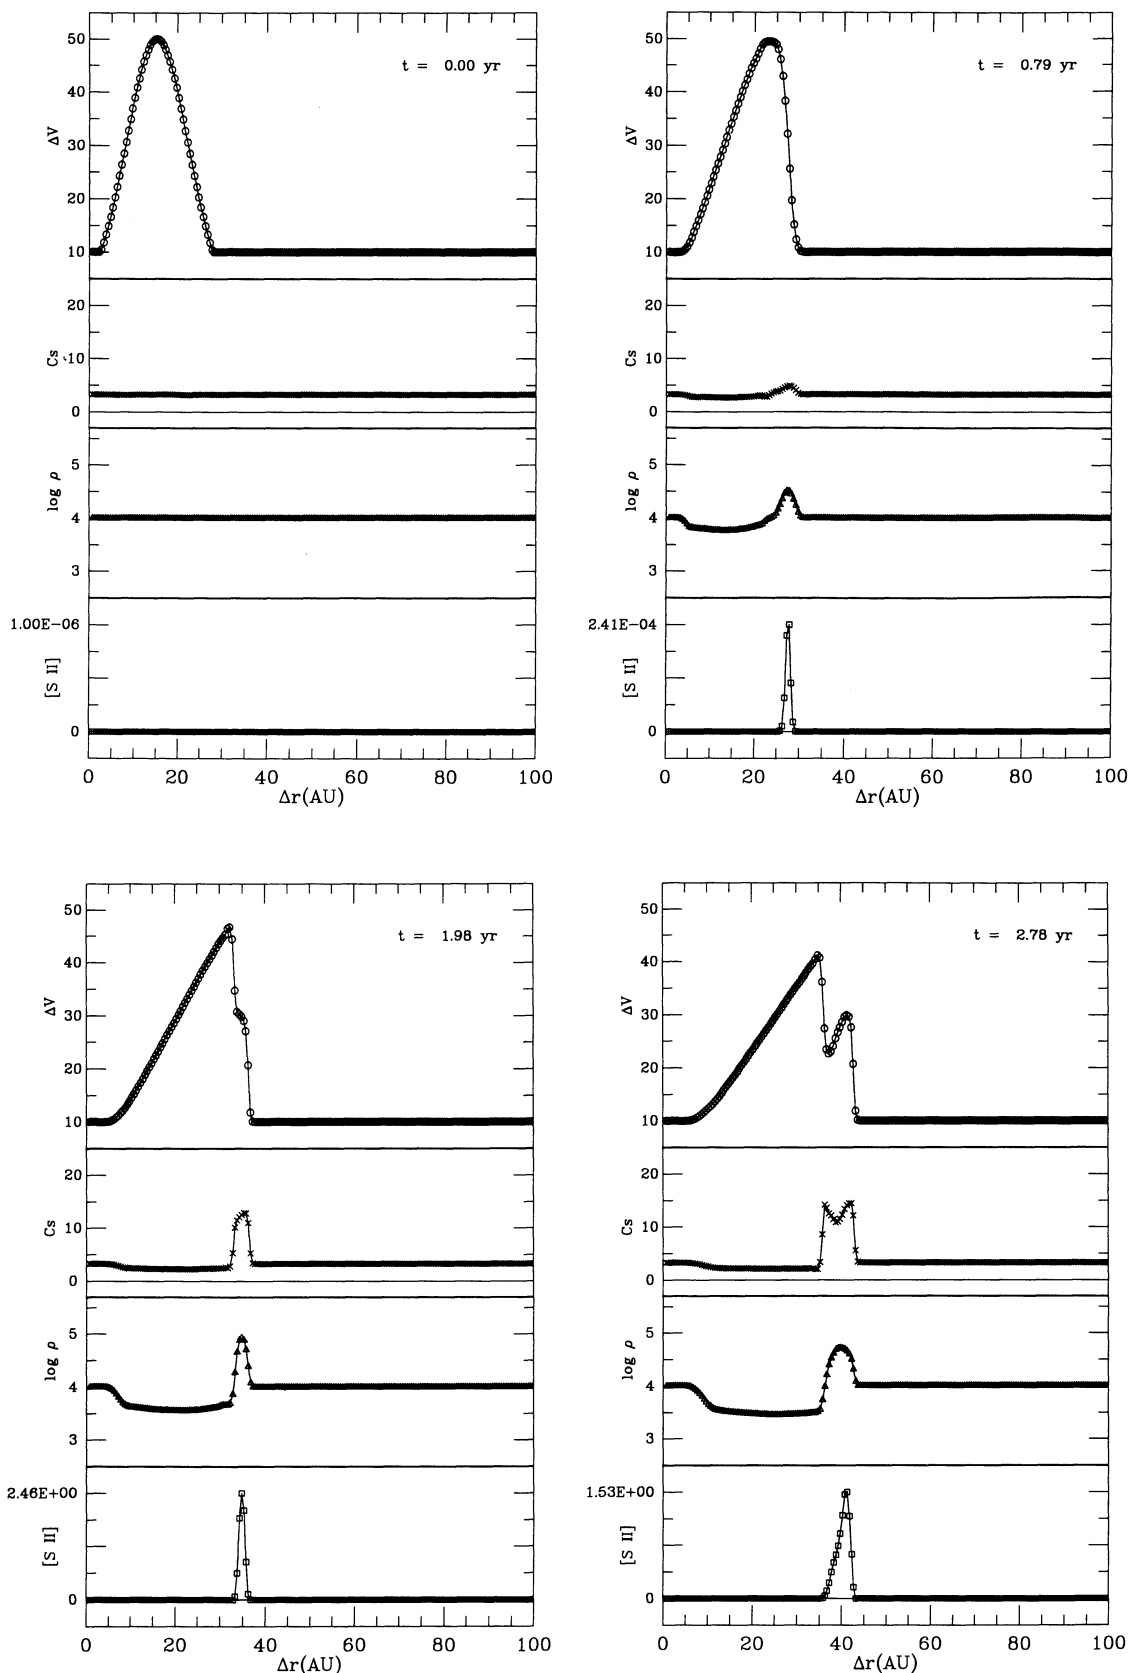 t = 0.00 yr
50
40
ΔV
30
20
10
20
Cs
10
0
5
log ρ
4
3
1.00E-06
[S II]
0
0 20 40 60 80 100
Δr(AU)
t = 0.79 yr
50
40
ΔV
30
20
10
20
Cs
10
0
5
log ρ
4
3
2.41E-04
[S II]
0
0 20 40 60 80 100
Δr(AU)
t = 1.98 yr
50
40
ΔV
30
20
10
20
Cs
10
0
5
log ρ
4
3
2.46E+00
[S II]
0
0 20 40 60 80 100
Δr(AU)
t = 2.78 yr
50
40
ΔV
30
20
10
20
Cs
10
0
5
log ρ
4
3
1.53E+00
[S II]
0
0 20 40 60 80 100
Δr(AU)